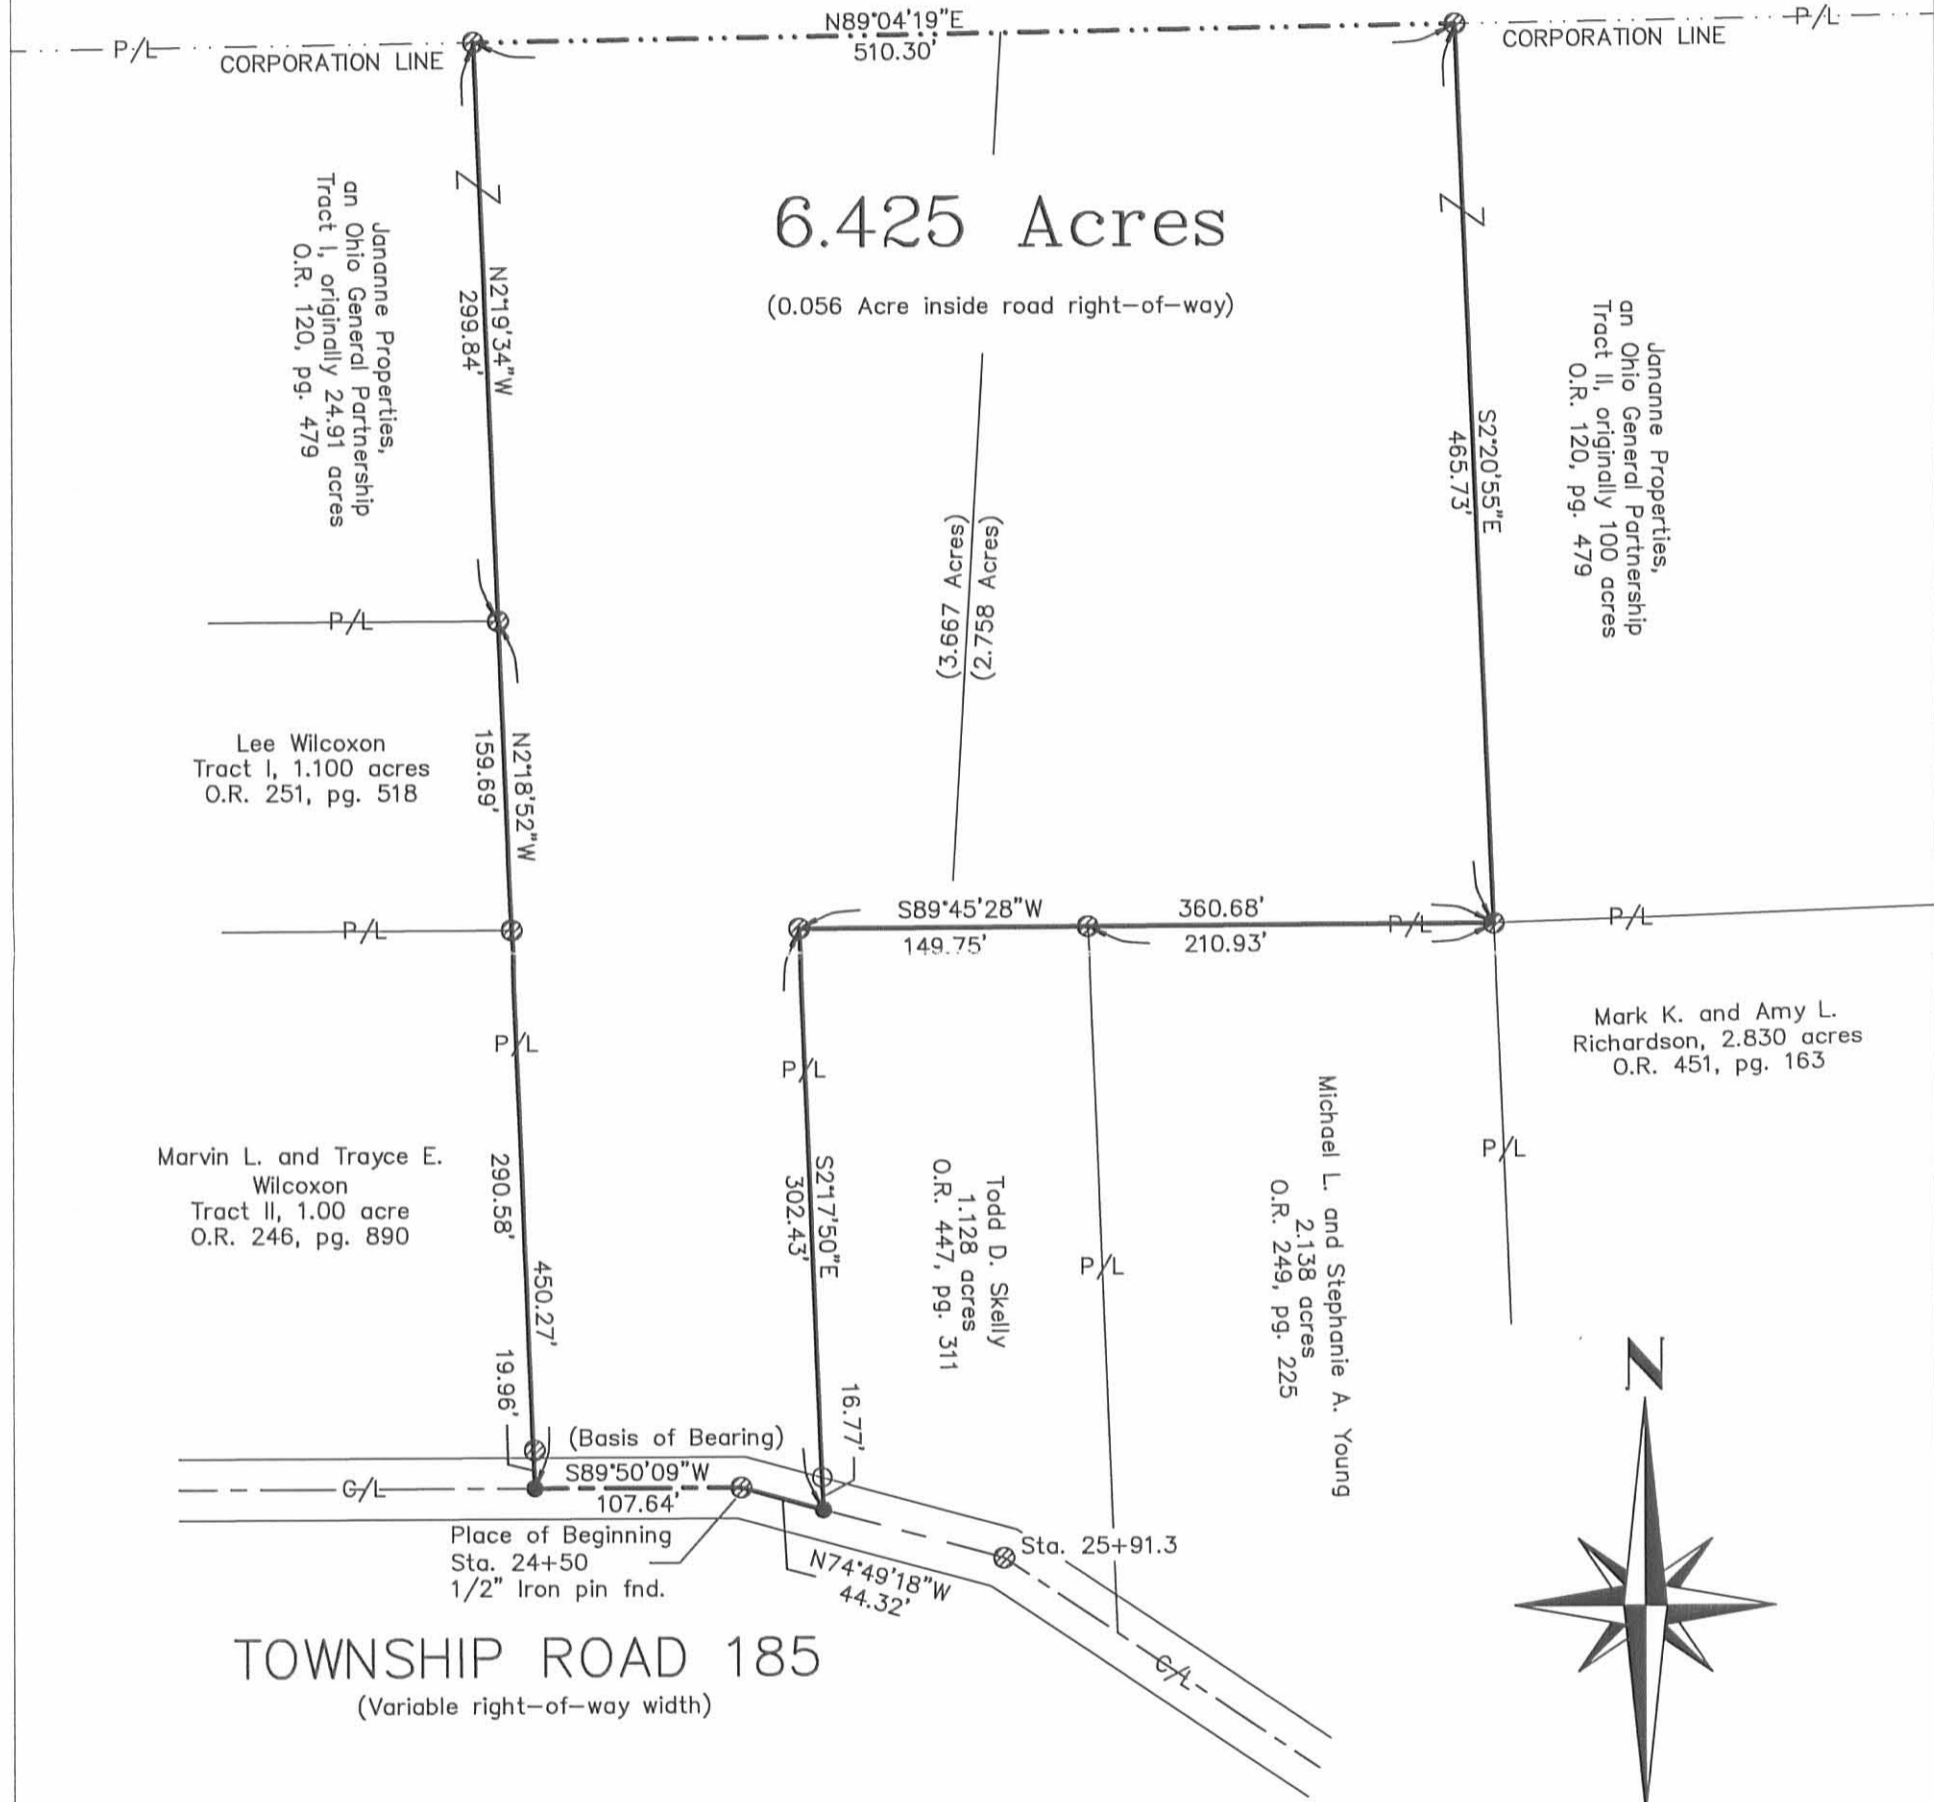 N89°04'19"E
510.30'
P/L
CORPORATION LINE
CORPORATION LINE
P/L
6.425 Acres
(0.056 Acre inside road right-of-way)
Jananne Properties,
an Ohio General Partnership
Tract I, originally 24.91 acres
O.R. 120, pg. 479
N2°19'34"W
299.84'
S2°20'55"E
465.73'
Jananne Properties,
an Ohio General Partnership
Tract II, originally 100 acres
O.R. 120, pg. 479
(2.758 Acres)
(3.667 Acres)
P/L
Lee Wilcoxon
Tract I, 1.100 acres
O.R. 251, pg. 518
N2°18'52"W
159.69'
P/L
S89°45'28"W
149.75'
360.68'
210.93'
P/L
P/L
P/L
P/L
Mark K. and Amy L.
Richardson, 2.830 acres
O.R. 451, pg. 163
P/L
Marvin L. and Trayce E.
Wilcoxon
Tract II, 1.00 acre
O.R. 246, pg. 890
290.58'
450.27'
19.96'
S2°17'50"E
302.43'
16.77'
Todd D. Skelly
1.128 acres
O.R. 447, pg. 311
P/L
Michael L. and Stephanie A. Young
2.138 acres
O.R. 249, pg. 225
N
(Basis of Bearing)
S89°50'09"W
107.64'
C/L
Place of Beginning
Sta. 24+50
1/2" Iron pin fnd.
N74°49'18"W
44.32'
Sta. 25+91.3
C/L
TOWNSHIP ROAD 185
(Variable right-of-way width)